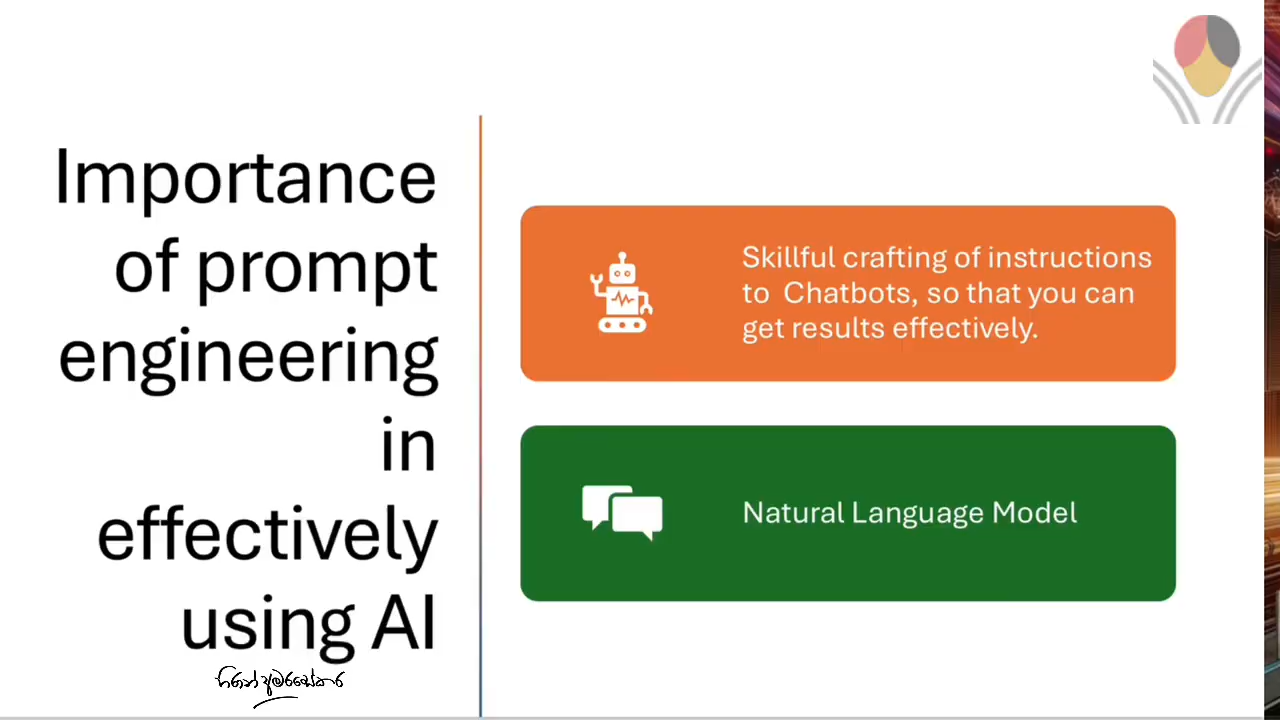 Importance
of prompt
engineering
in
effectively
using AI
Skillful crafting of instructions
to Chatbots, so that you can
get results effectively.
Natural Language Model